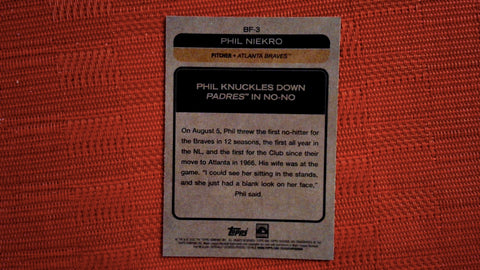 BF-3
PHIL NIEKRO
PITCHER • ATLANTA BRAVES™
PHIL KNUCKLES DOWN
PADRES™ IN NO-NO
On August 5, Phil threw the first no-hitter for
the Braves in 12 seasons, the first all year in
the NL, and the first for the Club since their
move to Atlanta in 1966. His wife was at the
game. "I could see her sitting in the stands,
and she just had a blank look on her face,"
Phil said.
Topps